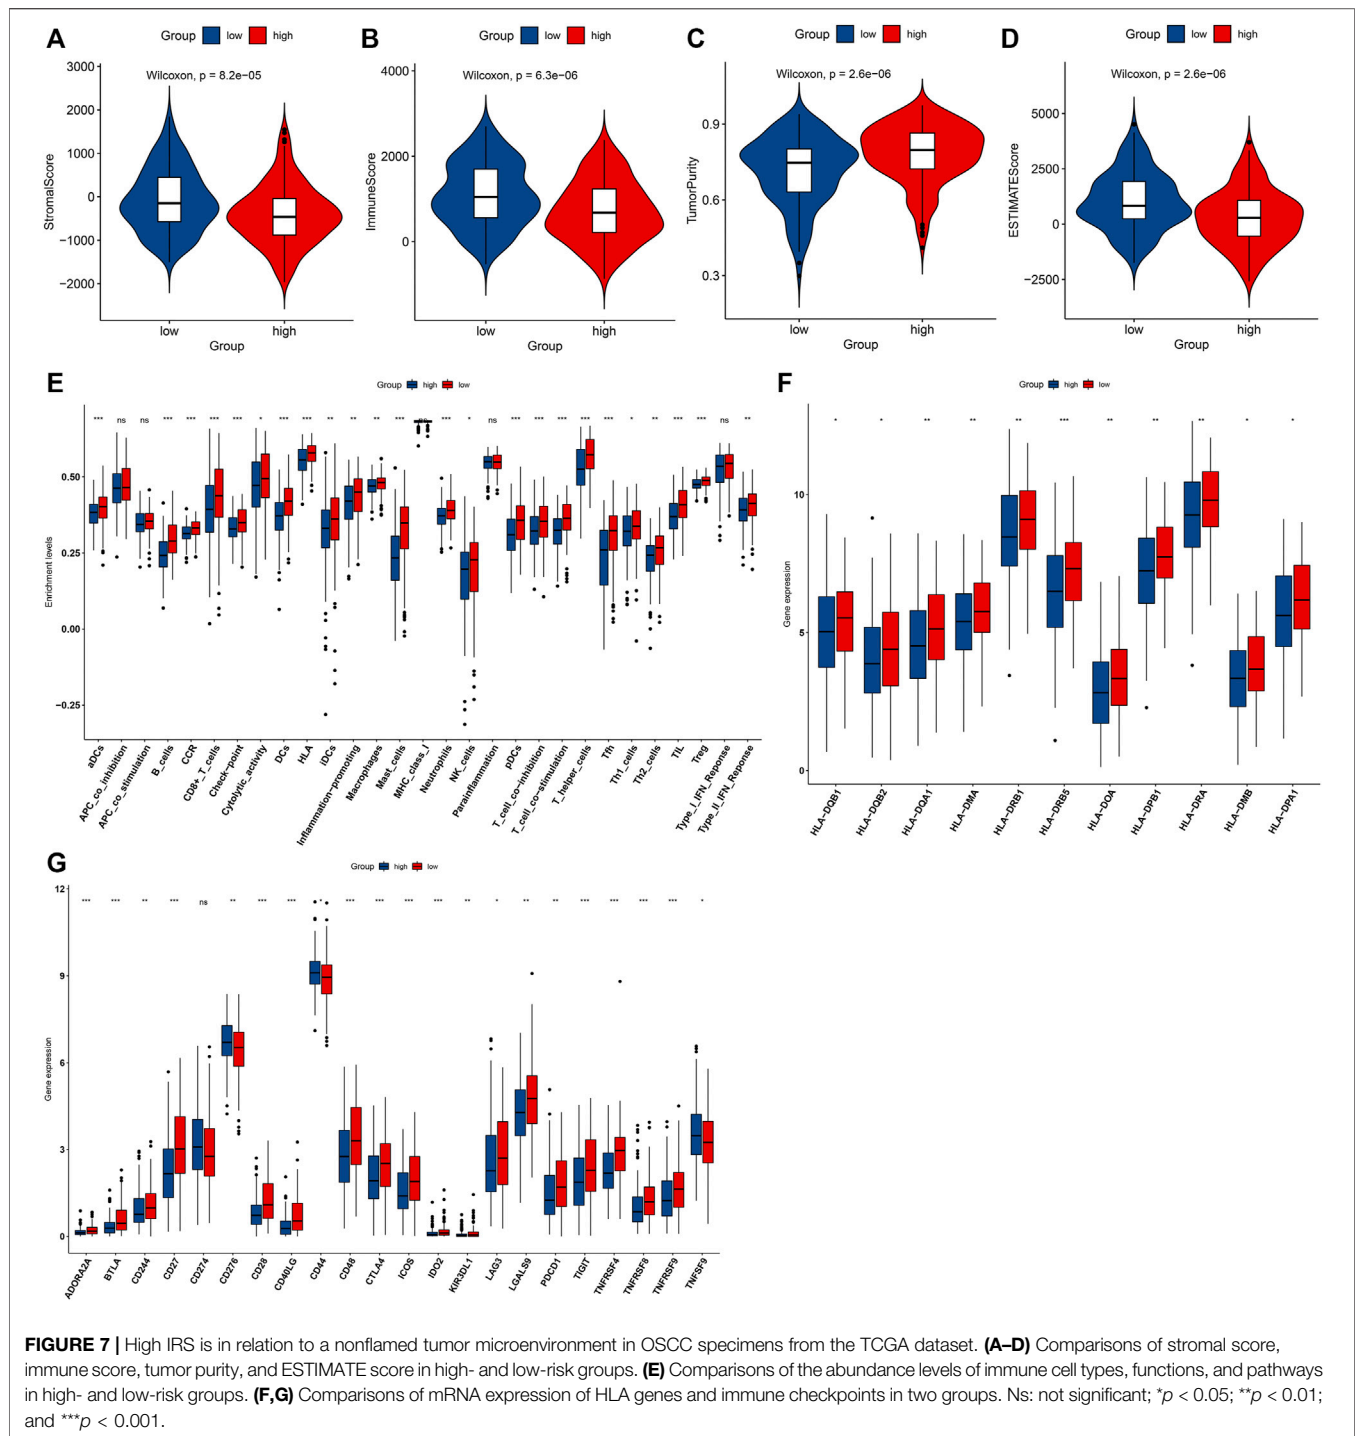 A
Group low high
Wilcoxon, p = 8.2e−05
StromalScore
3000
2000
1000
0
−1000
−2000
low high
Group
B
Group low high
Wilcoxon, p = 6.3e−06
ImmuneScore
4000
2000
0
low high
Group
C
Group low high
Wilcoxon, p = 2.6e−06
TumorPurity
0.9
0.6
0.3
low high
Group
D
Group low high
Wilcoxon, p = 2.6e−06
ESTIMATEScore
5000
2500
0
−2500
low high
Group
E
Group high low
*** ns ns *** *** *** *** * *** *** ** ** ** *** ns *** * ns *** *** *** *** *** * ** *** *** ns **
Enrichment levels
0.50
0.25
0.00
−0.25
aDCs
APC_co_inhibition
APC_co_stimulation
B_cells
CCR
CD8+_T_cells
Check−point
Cytolytic_activity
DCs
HLA
iDCs
Inflammation−promoting
Macrophages
Mast_cells
MHC_class_I
Neutrophils
NK_cells
Parainflammation
pDCs
T_cell_co−inhibition
T_cell_co−stimulation
T_helper_cells
Tfh
Th1_cells
Th2_cells
TIL
Treg
Type_I_IFN_Reponse
Type_II_IFN_Reponse
F
Group high low
* * ** ** ** *** ** ** ** * *
Gene expression
10
5
0
HLA−DQB1
HLA−DQB2
HLA−DQA1
HLA−DMA
HLA−DRB1
HLA−DRB5
HLA−DOA
HLA−DPB1
HLA−DRA
HLA−DMB
HLA−DPA1
G
Group high low
*** *** ** *** ns ** *** *** * *** *** *** *** ** * ** ** *** *** *** *** *
Gene expression
12
9
6
3
0
ADORA2A
BTLA
CD244
CD27
CD274
CD276
CD28
CD40LG
CD44
CD48
CTLA4
ICOS
IDO2
KIR3DL1
LAG3
LGALS9
PDCD1
TIGIT
TNFRSF4
TNFRSF8
TNFRSF9
TNFSF9
FIGURE 7 | High IRS is in relation to a nonflamed tumor microenvironment in OSCC specimens from the TCGA dataset. (A–D) Comparisons of stromal score,
immune score, tumor purity, and ESTIMATE score in high- and low-risk groups. (E) Comparisons of the abundance levels of immune cell types, functions, and pathways
in high- and low-risk groups. (F,G) Comparisons of mRNA expression of HLA genes and immune checkpoints in two groups. Ns: not significant; *p < 0.05; **p < 0.01;
and ***p < 0.001.